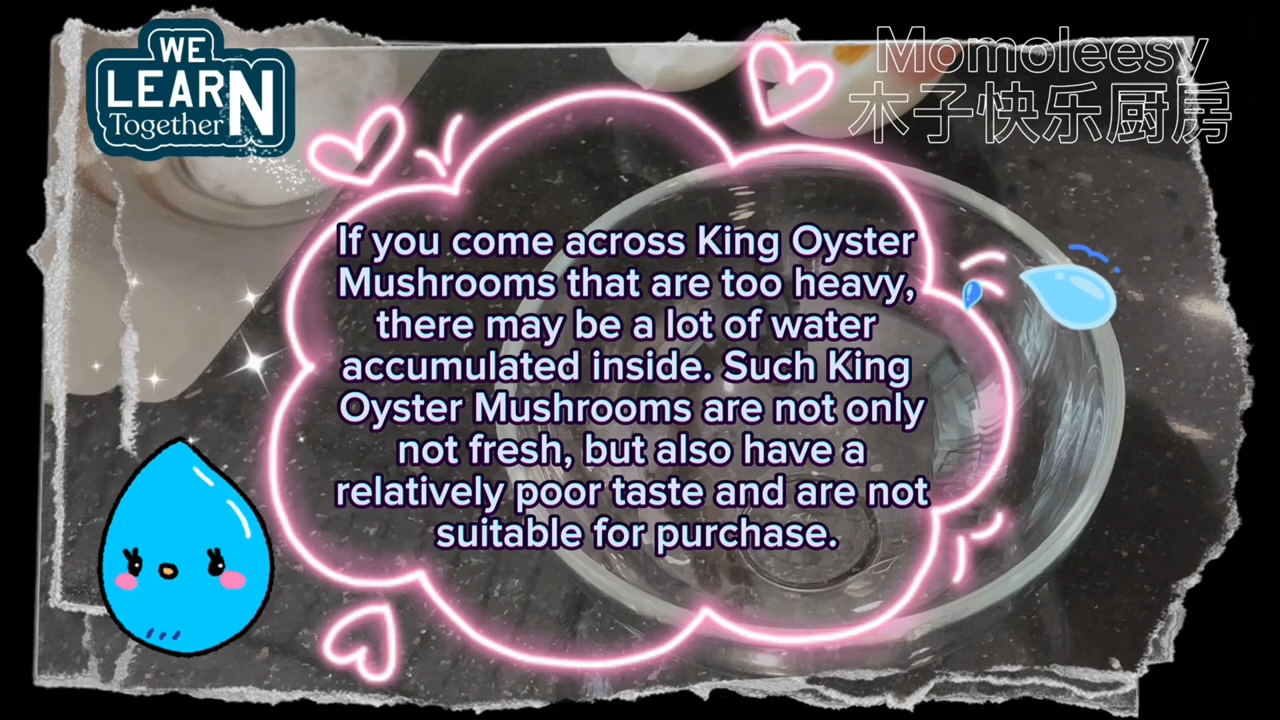 WE
LEARN
Together
Momoleesy
木子快乐厨房
If you come across King Oyster
Mushrooms that are too heavy,
there may be a lot of water
accumulated inside. Such King
Oyster Mushrooms are not only
not fresh, but also have a
relatively poor taste and are not
suitable for purchase.